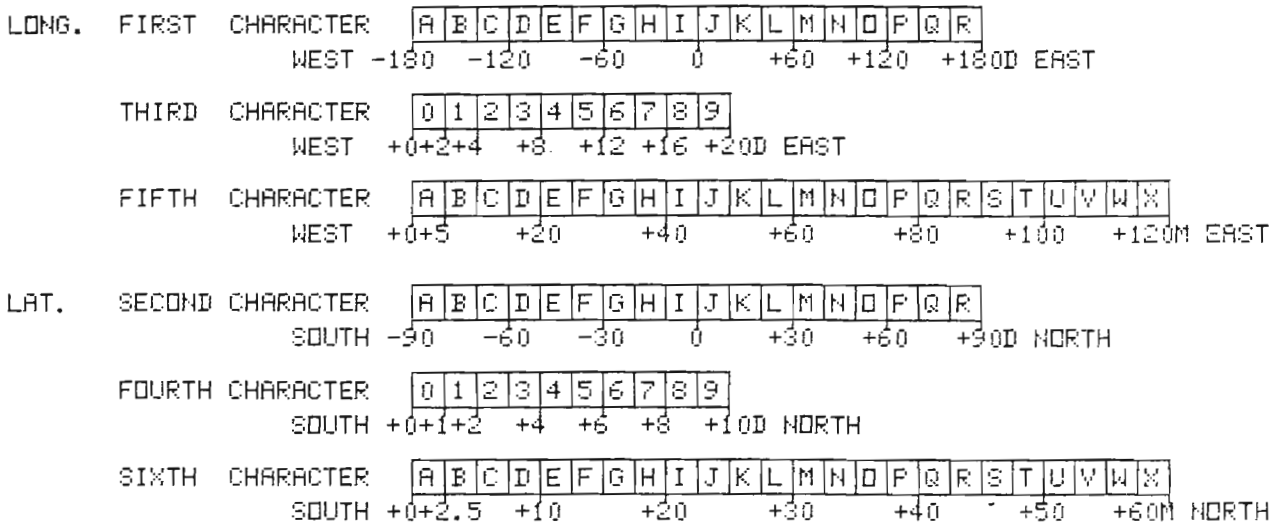 LONG. FIRST CHARACTER A B C D E F G H I J K L M N O P Q R
WEST -180 -120 -60 0 +60 +120 +180D EAST
THIRD CHARACTER 0 1 2 3 4 5 6 7 8 9
WEST +0+2+4 +8 +12 +16 +20D EAST
FIFTH CHARACTER A B C D E F G H I J K L M N O P Q R S T U V W X
WEST +0+5 +20 +40 +60 +80 +100 +120M EAST
LAT. SECOND CHARACTER A B C D E F G H I J K L M N O P Q R
SOUTH -90 -60 -30 0 +30 +60 +90D NORTH
FOURTH CHARACTER 0 1 2 3 4 5 6 7 8 9
SOUTH +0+1+2 +4 +6 +8 +10D NORTH
SIXTH CHARACTER A B C D E F G H I J K L M N O P Q R S T U V W X
SOUTH +0+2.5 +10 +20 +30 +40 +50 +60M NORTH